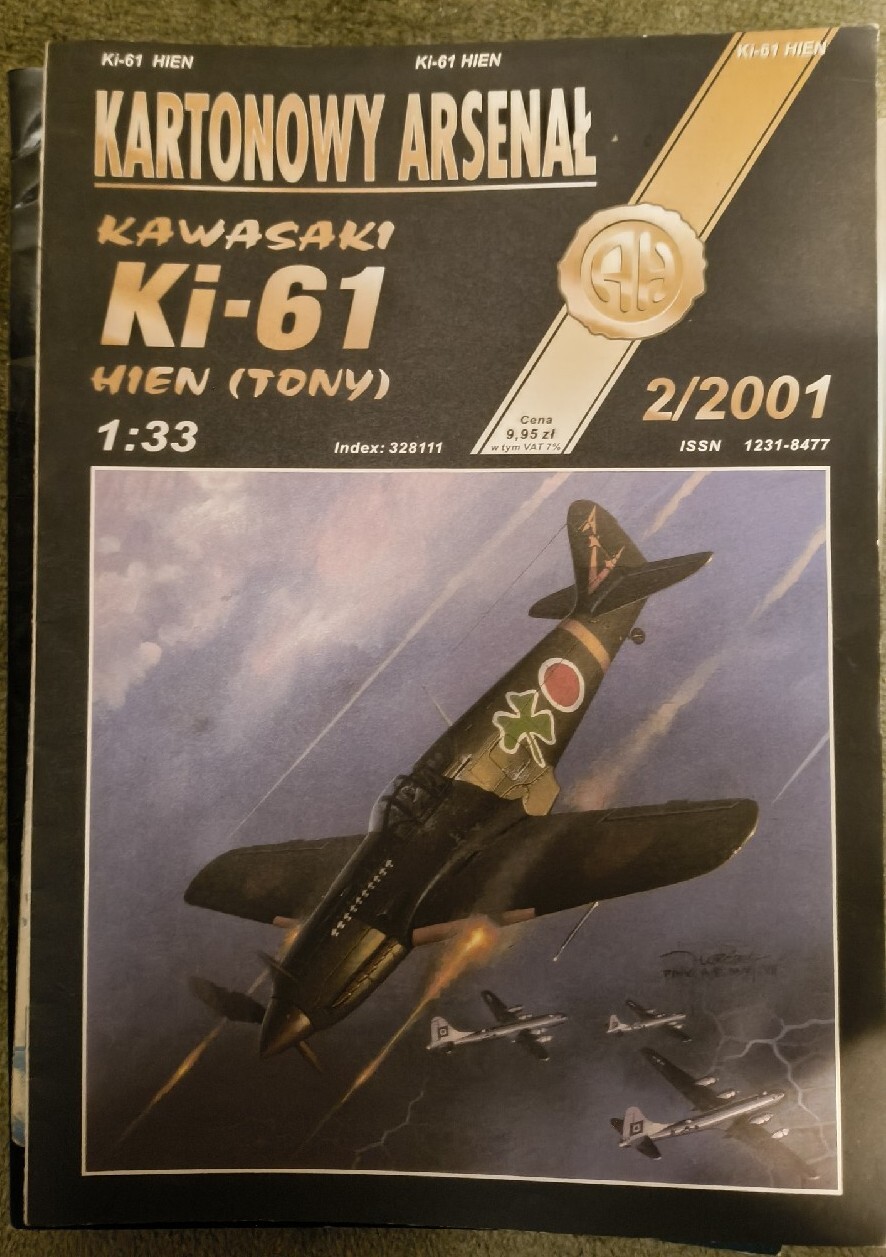 Ki-61 HIEN Ki-61 HIEN Ki-61 HIEN
KARTONOWY ARSENAŁ
KAWASAKI
Ki-61
HIEN (TONY)
1:33
Index: 328111
AH
Cena
9,95 zł
w tym VAT 7%
2/2001
ISSN 1231-8477